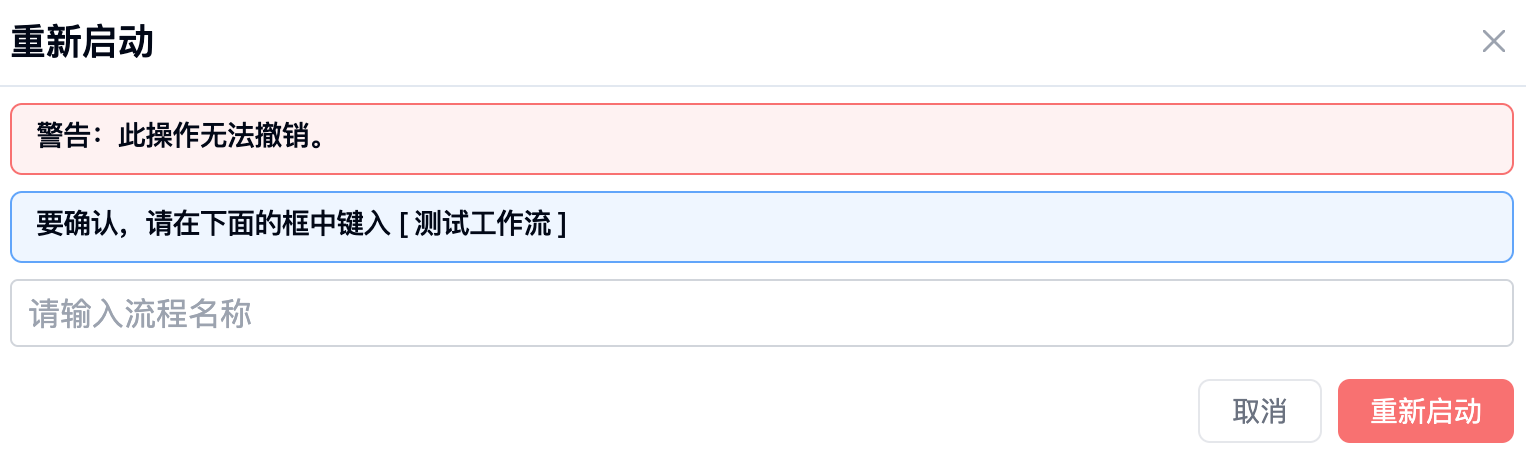 重新启动
警告：此操作无法撤销。
要确认，请在下面的框中键入 [ 测试工作流 ]
请输入流程名称
取消
重新启动